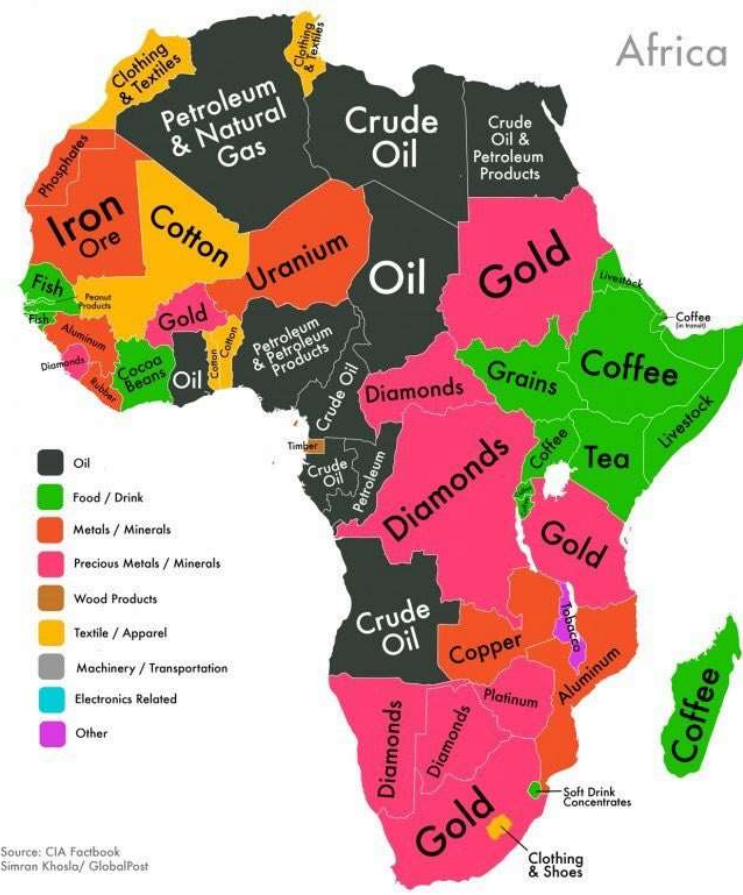 Africa
Clothing
& Textiles
Clothing
& Textiles
Petroleum
& Natural
Gas
Crude
Oil
Crude
Oil &
Petroleum
Products
Phosphates
Iron
Ore
Cotton
Uranium
Oil
Gold
Fish
Peanut
Products
Fish
Gold
Livestock
Coffee
(in transit)
Aluminum
Diamonds
Rubber
Cocoa
Beans
Oil
Cotton
Cotton
Petroleum
& Petroleum
Products
Crude Oil
Diamonds
Grains
Coffee
Livestock
Timber
Crude
Oil
Petroleum
Diamonds
Coffee
Tea
Gold
Crude
Oil
Copper
Tobacco
Aluminum
Diamonds
Diamonds
Platinum
Coffee
Gold
Soft Drink
Concentrates
Clothing
& Shoes
Oil
Food / Drink
Metals / Minerals
Precious Metals / Minerals
Wood Products
Textile / Apparel
Machinery / Transportation
Electronics Related
Other
Source: CIA Factbook
Simran Khosla/ GlobalPost